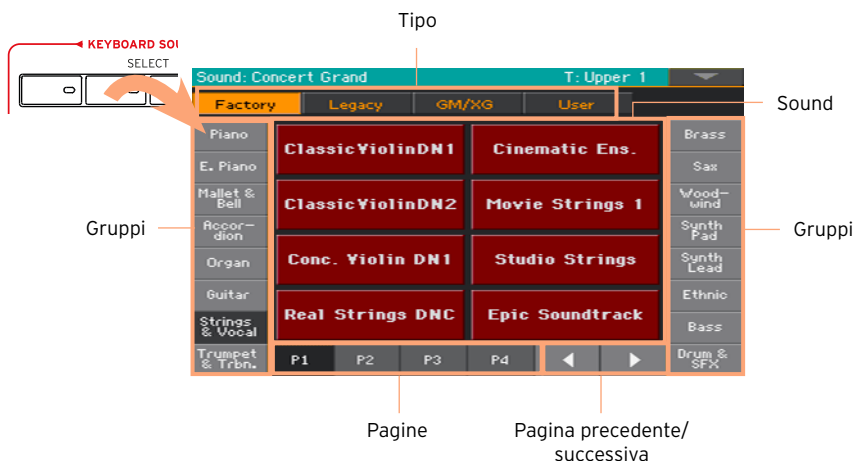 Tipo
KEYBOARD SOU
SELECT
Sound: Concert Grand T: Upper 1
Factory Legacy GM/XG User
Sound
Piano
E. Piano
Mallet &
Bell
Accor-
dion
Organ
Guitar
Strings
& Vocal
Trumpet
& Trbn.
Gruppi
ClassicViolinDN1 Cinematic Ens.
ClassicViolinDN2 Movie Strings 1
Conc. Violin DN1 Studio Strings
Real Strings DNC Epic Soundtrack
Brass
Sax
Wood-
wind
Synth
Pad
Synth
Lead
Ethnic
Bass
Drum &
SFX
Gruppi
P1 P2 P3 P4
Pagine
Pagina precedente/
successiva